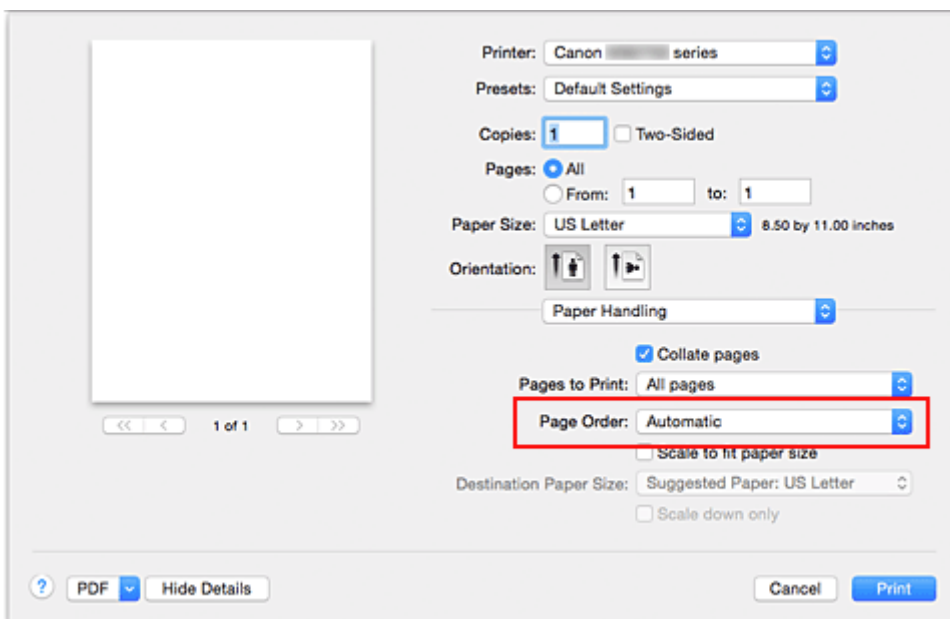 Printer: Canon series
Presets: Default Settings
Copies: 1 Two-Sided
Pages: All
From: 1 to: 1
Paper Size: US Letter 8.50 by 11.00 inches
Orientation:
Paper Handling
Collate pages
Pages to Print: All pages
<< < 1 of 1 > >>
Page Order: Automatic
Scale to fit paper size
Destination Paper Size: Suggested Paper: US Letter
Scale down only
? PDF Hide Details Cancel Print